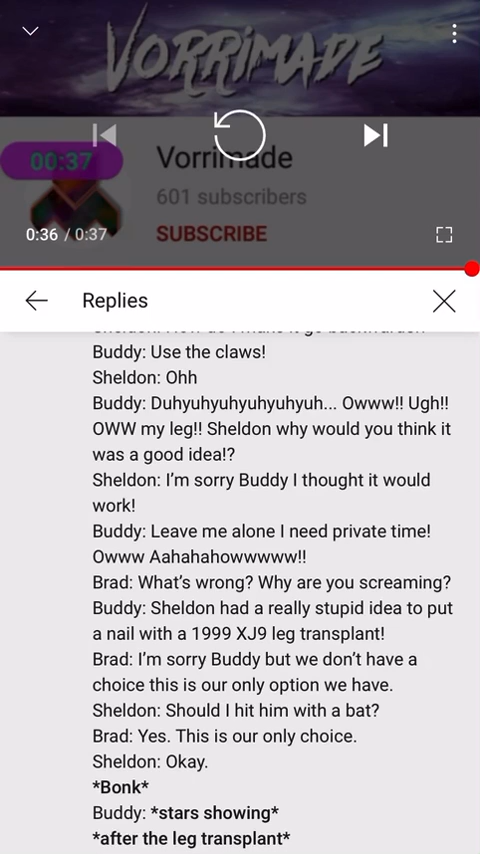 VORRIMADE
00:37
Vorrimade
601 subscribers
0:36 / 0:37
SUBSCRIBE
Replies
Buddy: Use the claws!
Sheldon: Ohh
Buddy: Duhyuhyuhyuhyuhyuh... Owww!! Ugh!!
OWW my leg!! Sheldon why would you think it
was a good idea!?
Sheldon: I’m sorry Buddy I thought it would
work!
Buddy: Leave me alone I need private time!
Owww Aahahahowwwww!!
Brad: What’s wrong? Why are you screaming?
Buddy: Sheldon had a really stupid idea to put
a nail with a 1999 XJ9 leg transplant!
Brad: I’m sorry Buddy but we don’t have a
choice this is our only option we have.
Sheldon: Should I hit him with a bat?
Brad: Yes. This is our only choice.
Sheldon: Okay.
*Bonk*
Buddy: *stars showing*
*after the leg transplant*